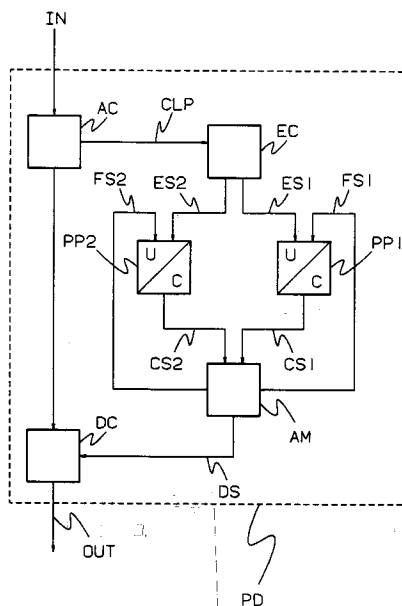 IN
AC
CLP
EC
FS2
ES2
ES1
FS1
PP2
U
C
U
C
PP1
CS2
CS1
DC
AM
DS
OUT
PD